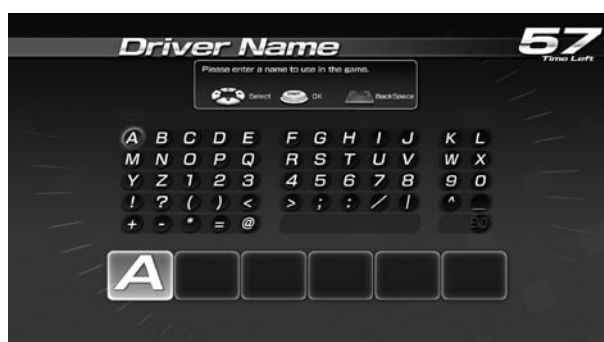 Driver Name
57
Time Left
Please enter a name to use in the game.
Select OK BackSpace
A B C D E F G H I J K L
M N O P Q R S T U V W X
Y Z 1 2 3 4 5 6 7 8 9 0
! ? ( ) < > ; : / | ^ _
+ - * = @
A